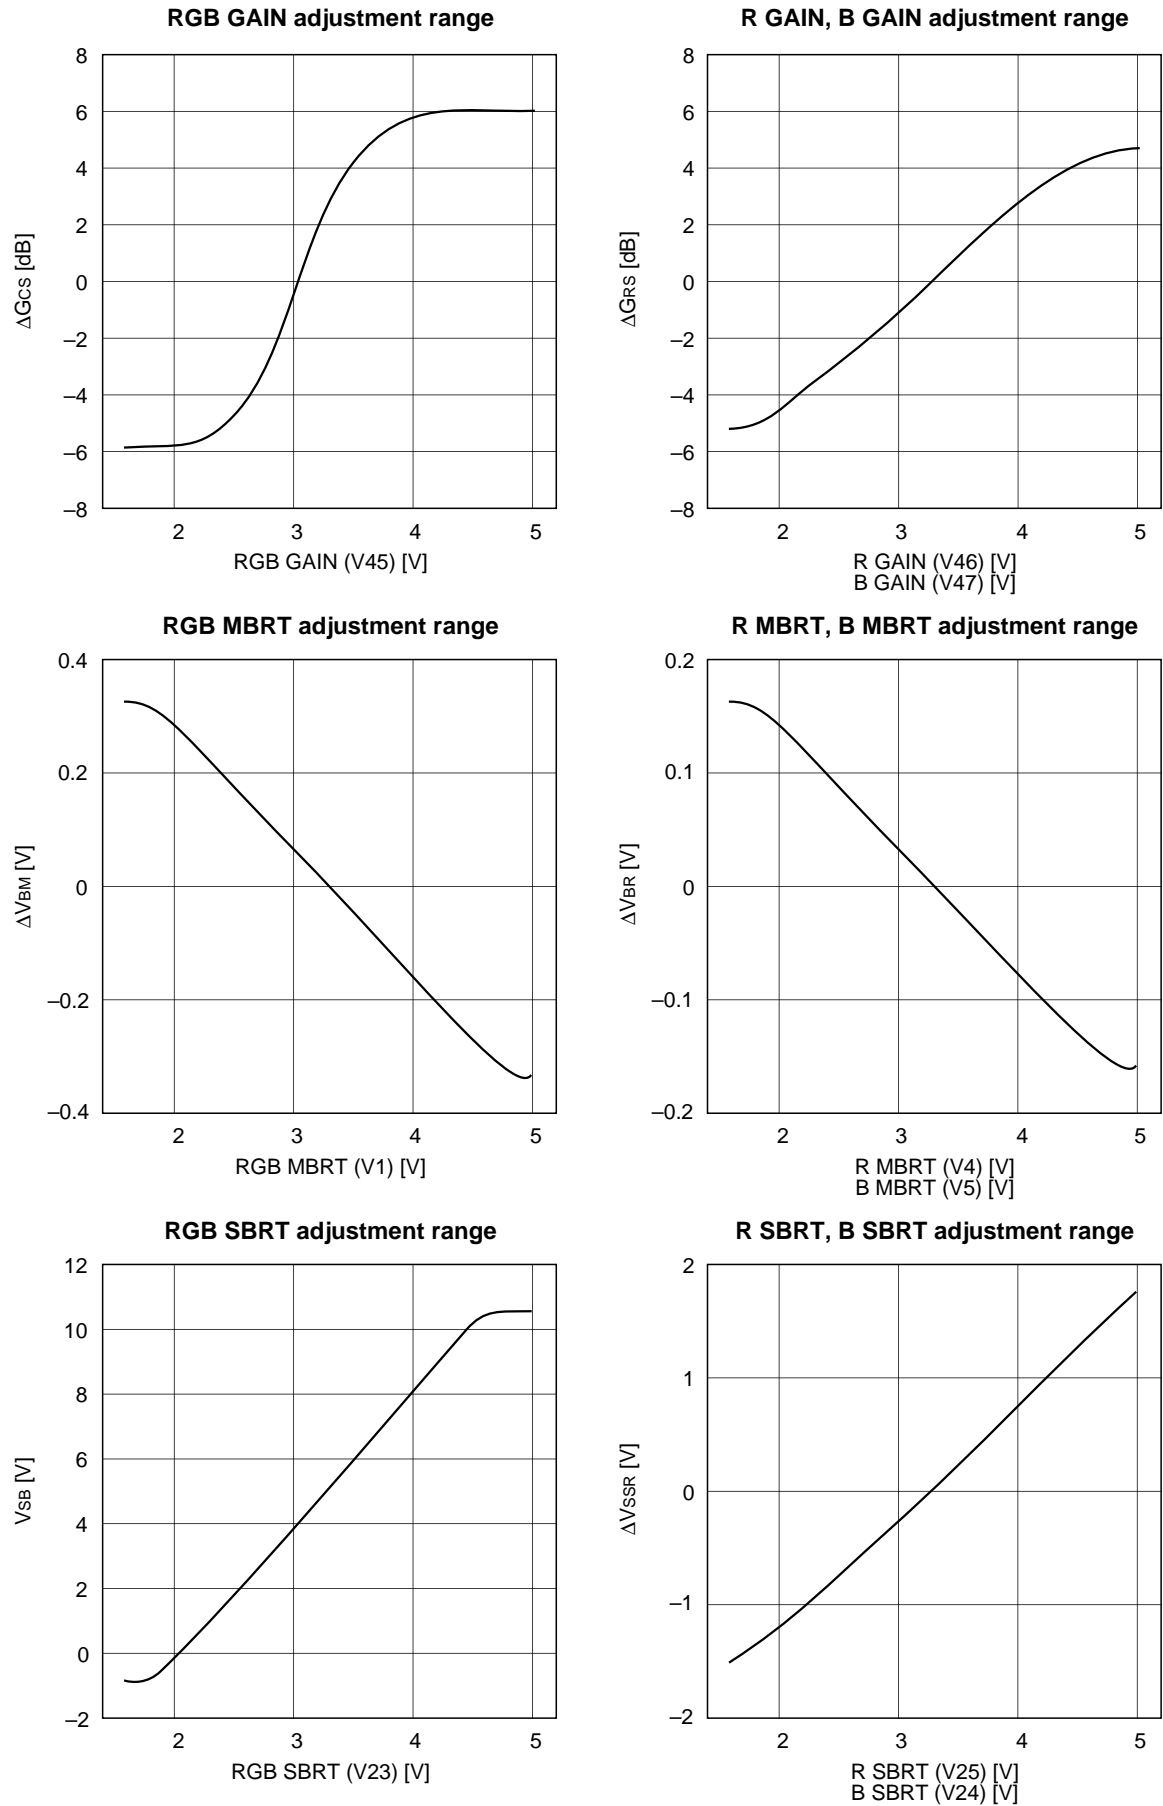 RGB GAIN adjustment range
8
6
4
2
0
–2
–4
–6
–8
∆GCS [dB]
2 3 4 5
RGB GAIN (V45) [V]
R GAIN, B GAIN adjustment range
8
6
4
2
0
–2
–4
–6
–8
∆GRS [dB]
2 3 4 5
R GAIN (V46) [V]
B GAIN (V47) [V]
RGB MBRT adjustment range
0.4
0.2
0
–0.2
–0.4
∆VBM [V]
2 3 4 5
RGB MBRT (V1) [V]
R MBRT, B MBRT adjustment range
0.2
0.1
0
–0.1
–0.2
∆VBR [V]
2 3 4 5
R MBRT (V4) [V]
B MBRT (V5) [V]
RGB SBRT adjustment range
12
10
8
6
4
2
0
–2
VSB [V]
2 3 4 5
RGB SBRT (V23) [V]
R SBRT, B SBRT adjustment range
2
1
0
–1
–2
∆VSSR [V]
2 3 4 5
R SBRT (V25) [V]
B SBRT (V24) [V]